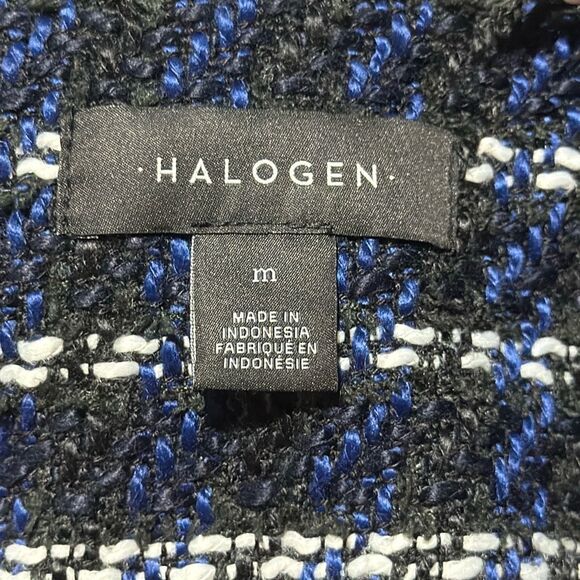 ·HALOGEN·
m
MADE IN
INDONESIA
FABRIQUÉ EN
INDONÉSIE